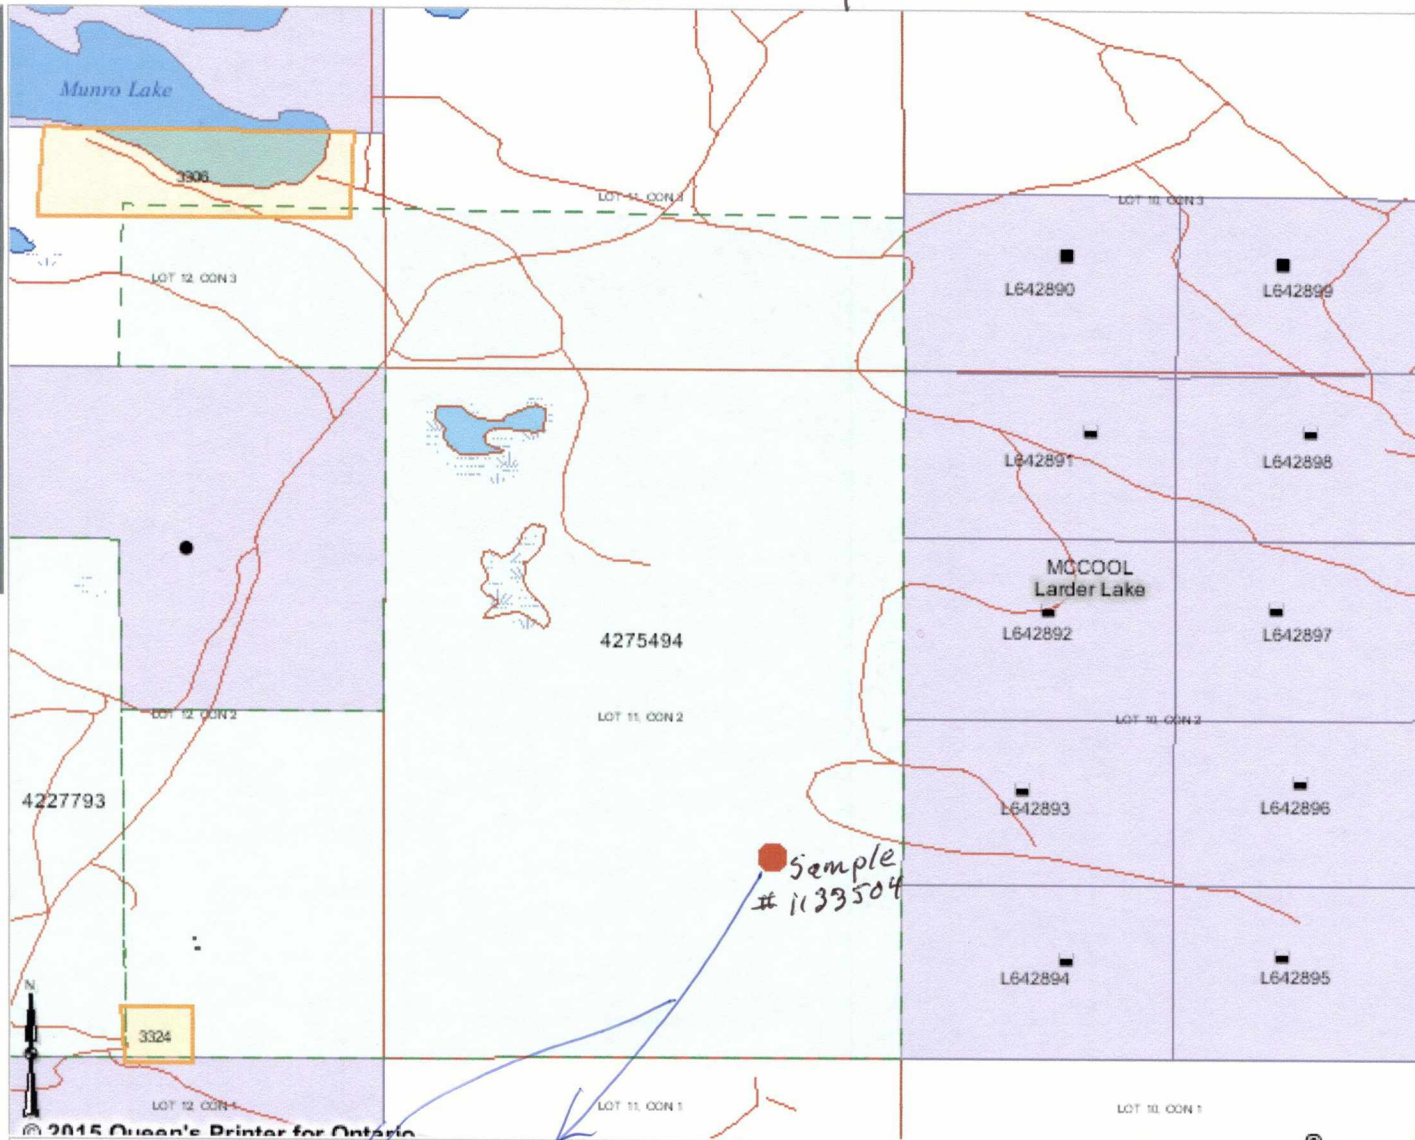 Munro Lake
3306
LOT 11, CON 3
LOT 10, CON 3
LOT 12, CON 3
L642890
L642899
L642891
L642898
MCCOOL
Larder Lake
4275494
L642892
L642897
LOT 12, CON 2
LOT 11, CON 2
LOT 10, CON 2
4227793
L642893
L642896
Sample
# 1133504
L642894
L642895
N
3324
LOT 12, CON 1
LOT 11, CON 1
LOT 10, CON 1
© 2015 Queen's Printer for Ontario